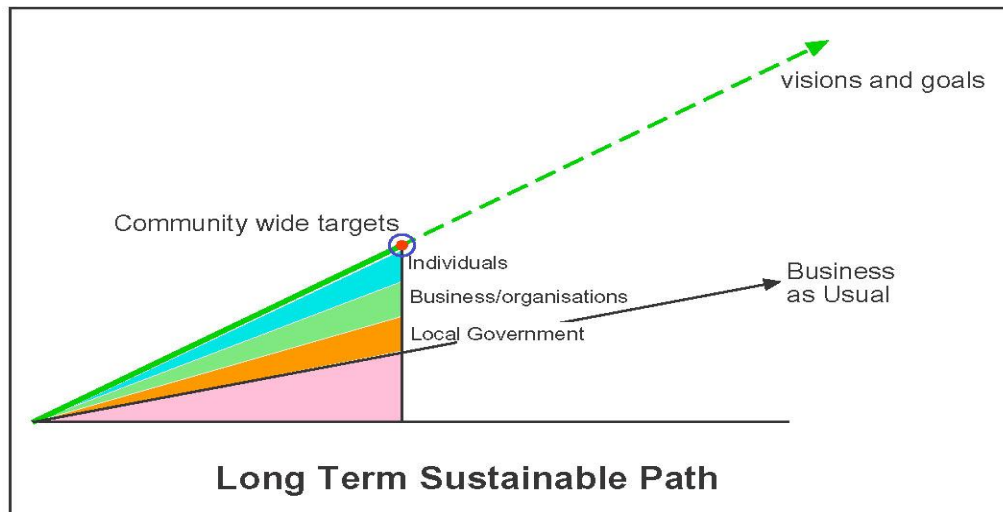 visions and goals
Community wide targets
Individuals
Business
as Usual
Business/organisations
Local Government
Long Term Sustainable Path